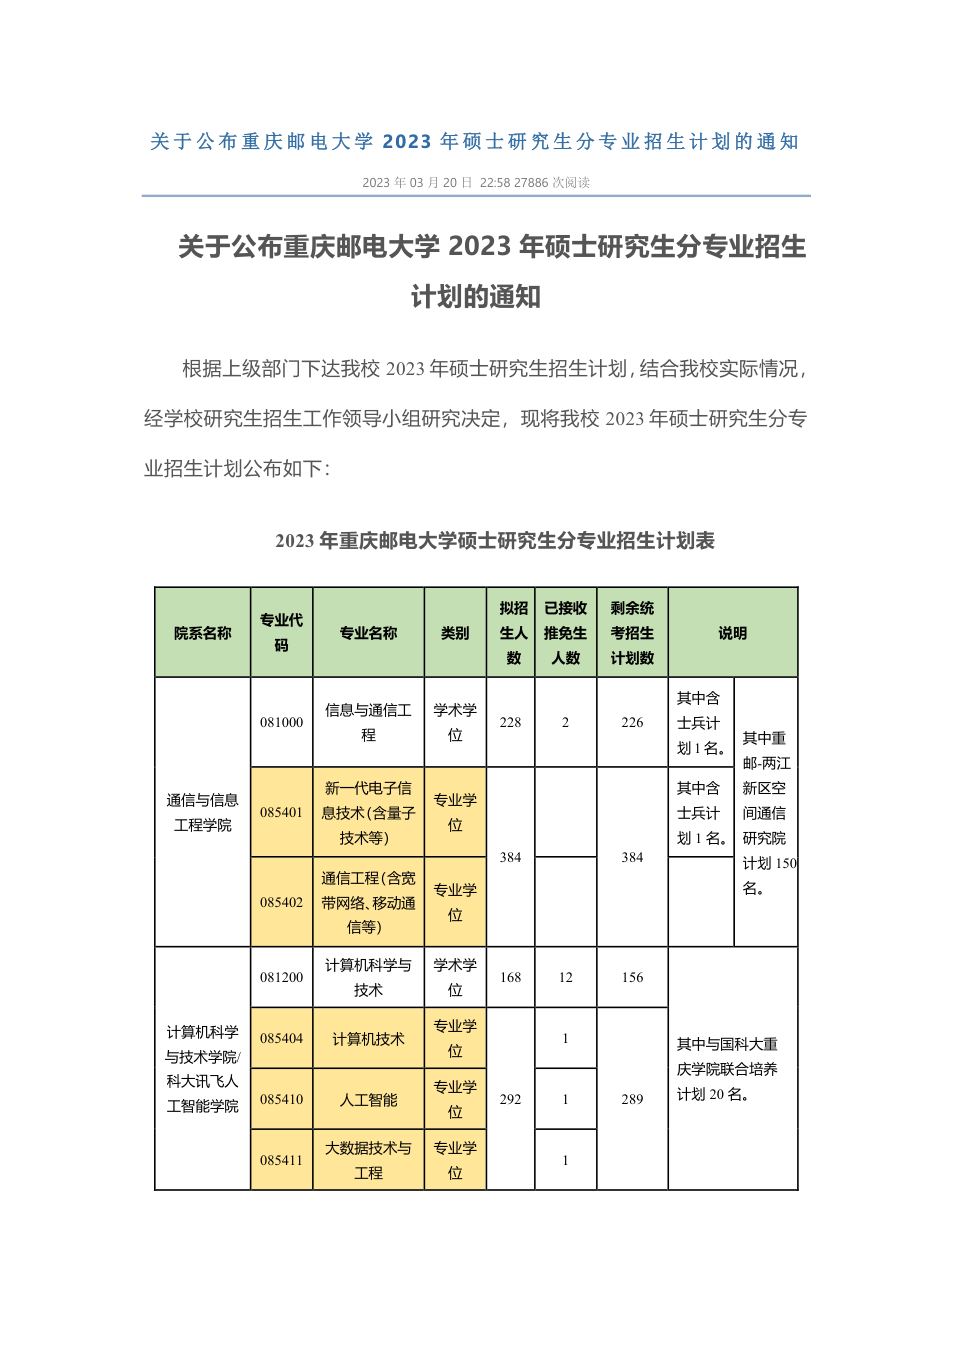 关于公布重庆邮电大学 2023 年硕士研究生分专业招生计划的通知
2023 年 03 月 20 日 22:58 27886 次阅读
关于公布重庆邮电大学 2023 年硕士研究生分专业招生
计划的通知
根据上级部门下达我校 2023 年硕士研究生招生计划，结合我校实际情况，
经学校研究生招生工作领导小组研究决定，现将我校 2023 年硕士研究生分专
业招生计划公布如下：
2023 年重庆邮电大学硕士研究生分专业招生计划表
院系名称
专业代
码
专业名称
类别
拟招
生人
数
已接收
推免生
人数
剩余统
考招生
计划数
说明
通信与信息
工程学院
081000
信息与通信工
程
学术学
位
228
2
226
其中含
士兵计
划 1 名。
其中重
邮-两江
新区空
间通信
研究院
计划 150
名。
085401
新一代电子信
息技术（含量子
技术等）
专业学
位
384
384
其中含
士兵计
划 1 名。
085402
通信工程（含宽
带网络、移动通
信等）
专业学
位
计算机科学
与技术学院/
科大讯飞人
工智能学院
081200
计算机科学与
技术
学术学
位
168
12
156
其中与国科大重
庆学院联合培养
计划 20 名。
085404
计算机技术
专业学
位
292
1
289
085410
人工智能
专业学
位
1
085411
大数据技术与
工程
专业学
位
1